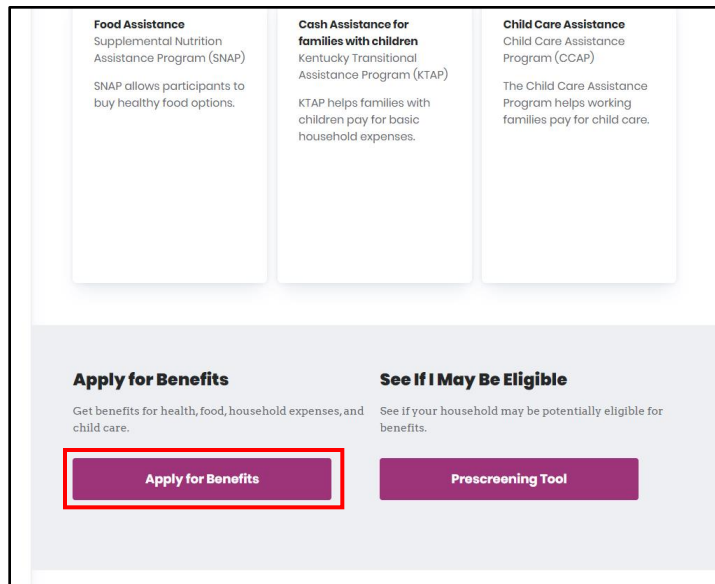 Food Assistance
Supplemental Nutrition
Assistance Program (SNAP)
SNAP allows participants to
buy healthy food options.
Cash Assistance for
families with children
Kentucky Transitional
Assistance Program (KTAP)
KTAP helps families with
children pay for basic
household expenses.
Child Care Assistance
Child Care Assistance
Program (CCAP)
The Child Care Assistance
Program helps working
families pay for child care.
Apply for Benefits
Get benefits for health, food, household expenses, and
child care.
Apply for Benefits
See If I May Be Eligible
See if your household may be potentially eligible for
benefits.
Prescreening Tool